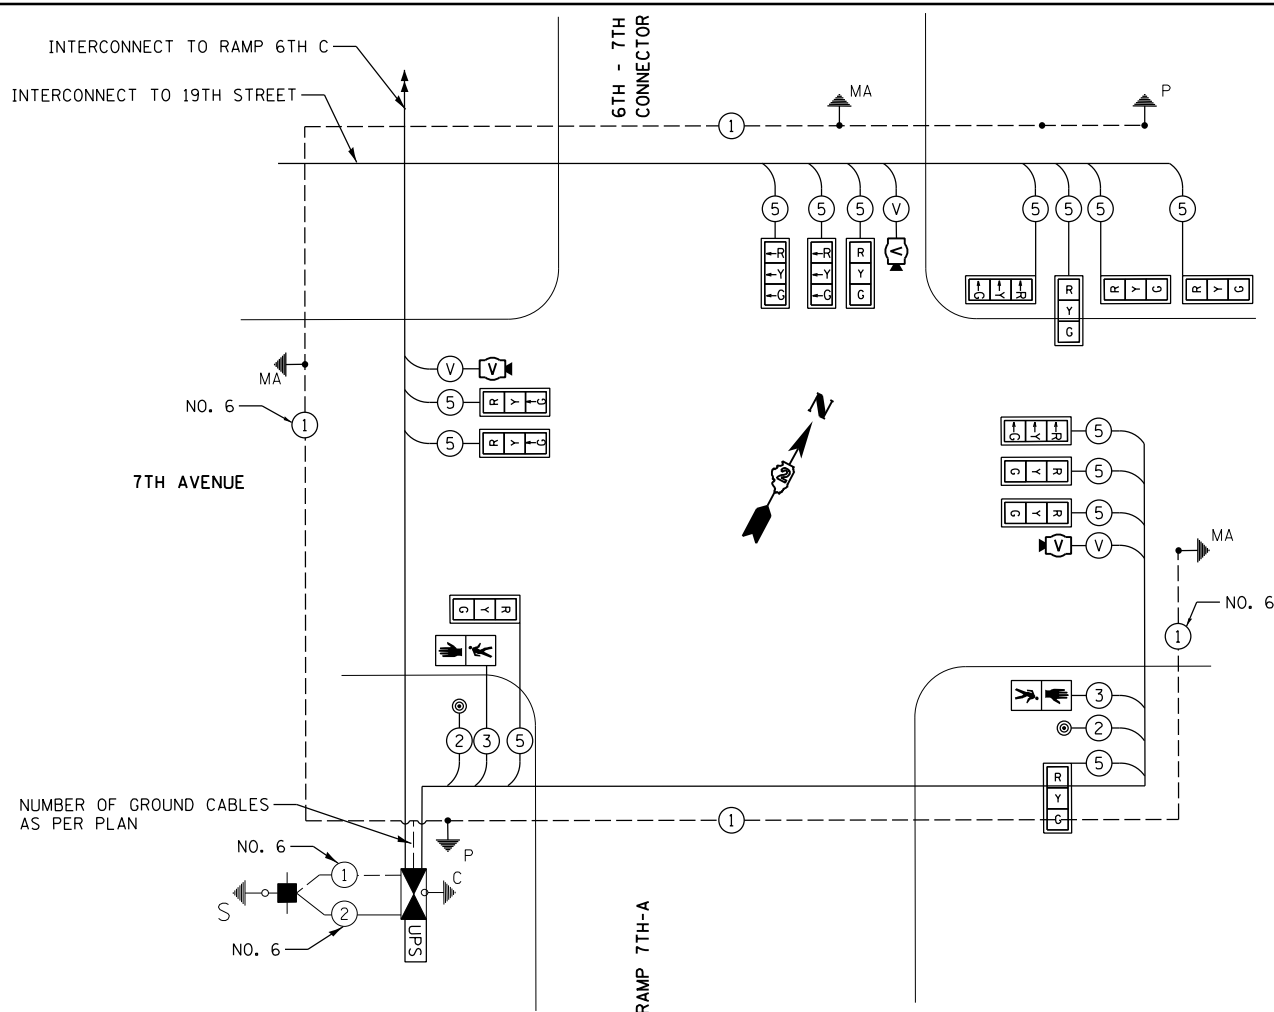 INTERCONNECT TO RAMP 6TH C
INTERCONNECT TO 19TH STREET
6TH - 7TH
CONNECTOR
MA
P
1
5
5
5
V
5
5
5
5
R
Y
G
R
Y
G
R
Y
G
V
R Y G
R
Y
G
R Y G
R Y G
MA
V V
5 R Y G
5 R Y G
NO. 6
1
7TH AVENUE
N
2
G Y R 5
G Y R 5
G Y R 5
V V
MA
NO. 6
1
G Y R
2
3
5
3
2
5
R
Y
G
NUMBER OF GROUND CABLES
AS PER PLAN
1
P
NO. 6
1
C
S
2
NO. 6
UPS
RAMP 7TH-A